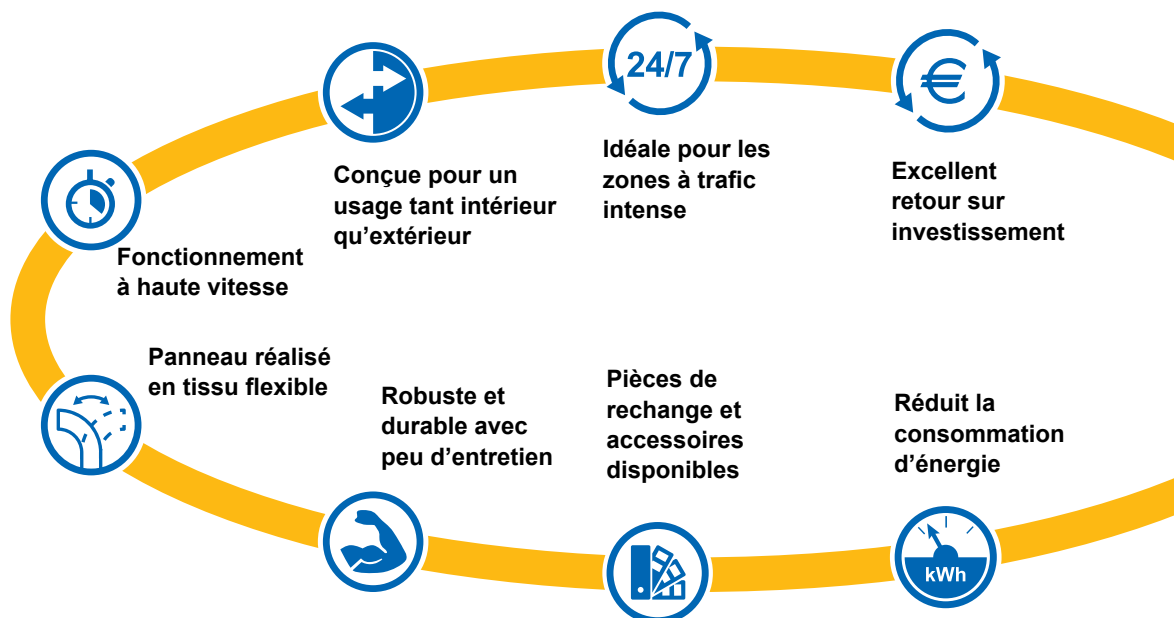 24/7
€
Conçue pour un
usage tant intérieur
qu’extérieur
Idéale pour les
zones à trafic
intense
Excellent
retour sur
investissement
Fonctionnement
à haute vitesse
Panneau réalisé
en tissu flexible
Robuste et
durable avec
peu d’entretien
Pièces de
rechange et
accessoires
disponibles
Réduit la
consommation
d’énergie
kWh